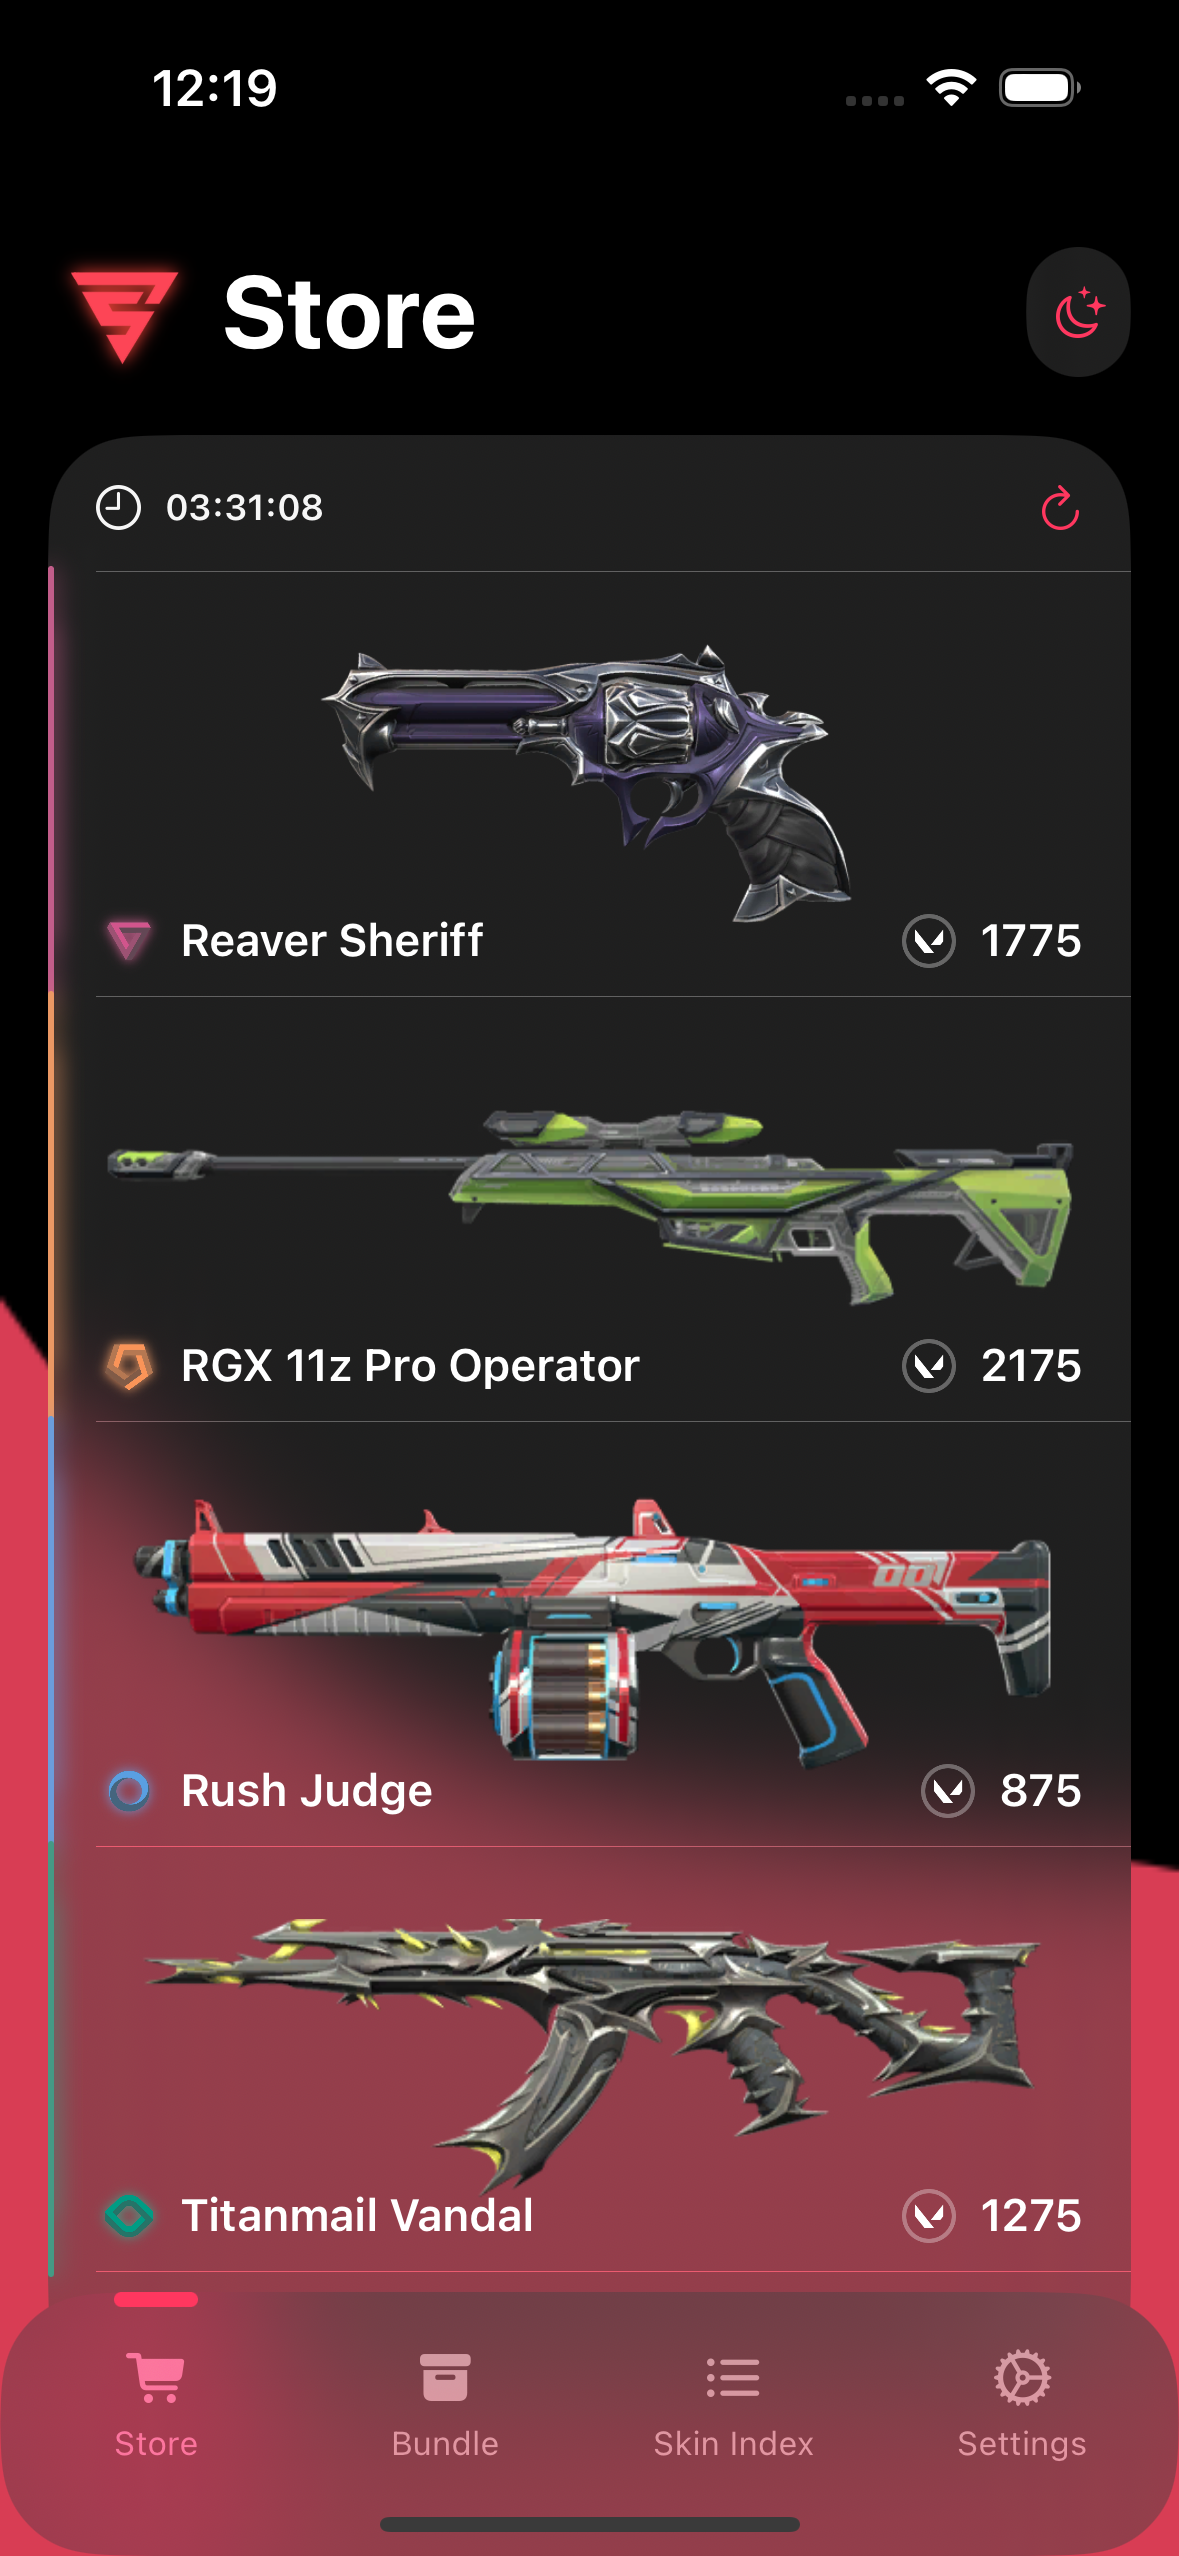 12:19
Store
03:31:08
Reaver Sheriff 1775
RGX 11z Pro Operator 2175
001
Rush Judge 875
Titanmail Vandal 1275
Store Bundle Skin Index Settings